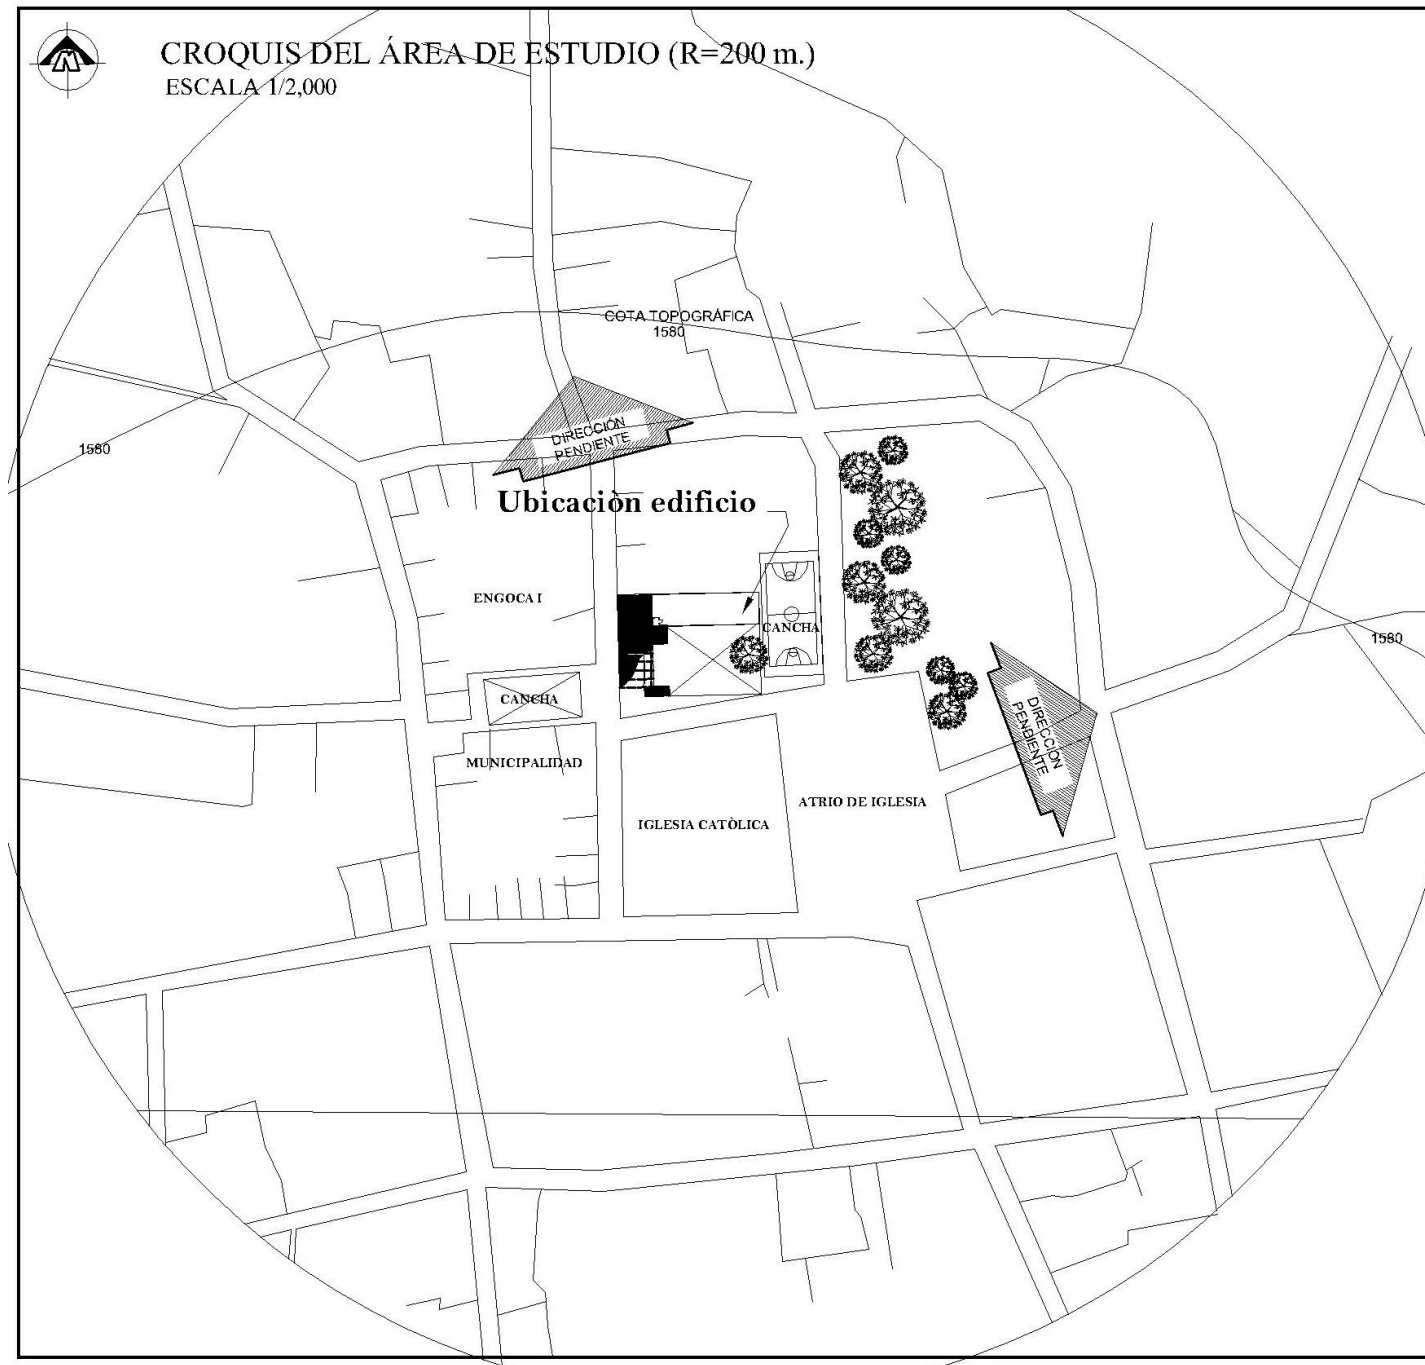 CROQUIS DEL ÁREA DE ESTUDIO (R=200 m.)
ESCALA 1/2,000
COTA TOPOGRÁFICA
1580
DIRECCIÓN
PENDIENTE
1580
Ubicaciòn edificio
ENGOCA I
CANCHA
1580
CANCHA
DIRECCIÓN
PENDIENTE
MUNICIPALIDAD
ATRIO DE IGLESIA
IGLESIA CATÒLICA